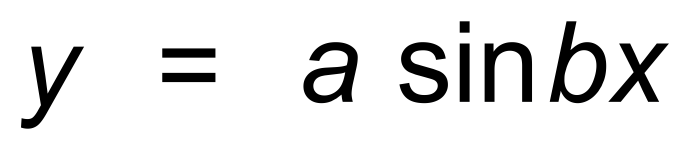 y = a sinbx